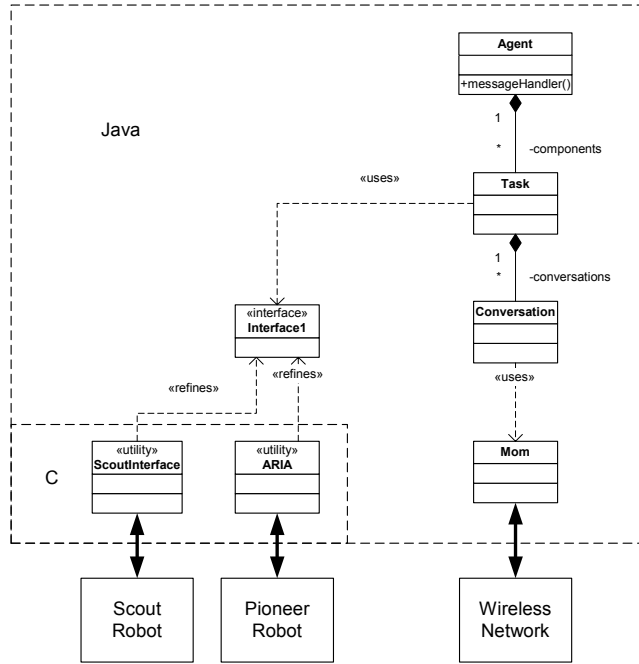 Agent
+messageHandler()
Java
1
* -components
«uses»
Task
1
* -conversations
«interface»
Interface1
Conversation
«refines»
«refines»
«uses»
C
«utility»
ScoutInterface
«utility»
ARIA
Mom
Scout
Robot
Pioneer
Robot
Wireless
Network